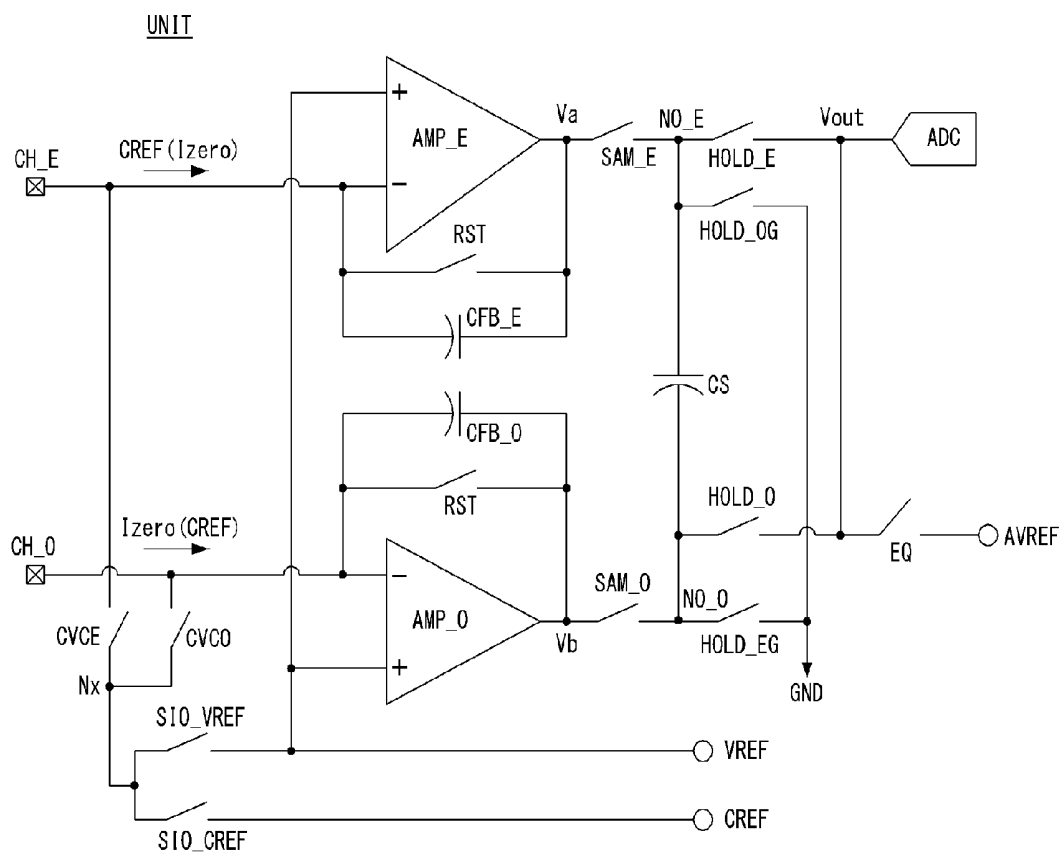 UNIT
Va
NO_E
Vout
AMP_E
ADC
SAM_E
HOLD_E
CH_E
CREF(Izero)
+
−
RST
HOLD_OG
CFB_E
CS
CFB_O
RST
HOLD_O
CH_O
Izero(CREF)
AVREF
EQ
−
SAM_O
AMP_O
NO_O
CVCE
CVCO
Vb
HOLD_EG
+
Nx
GND
SIO_VREF
VREF
CREF
SIO_CREF